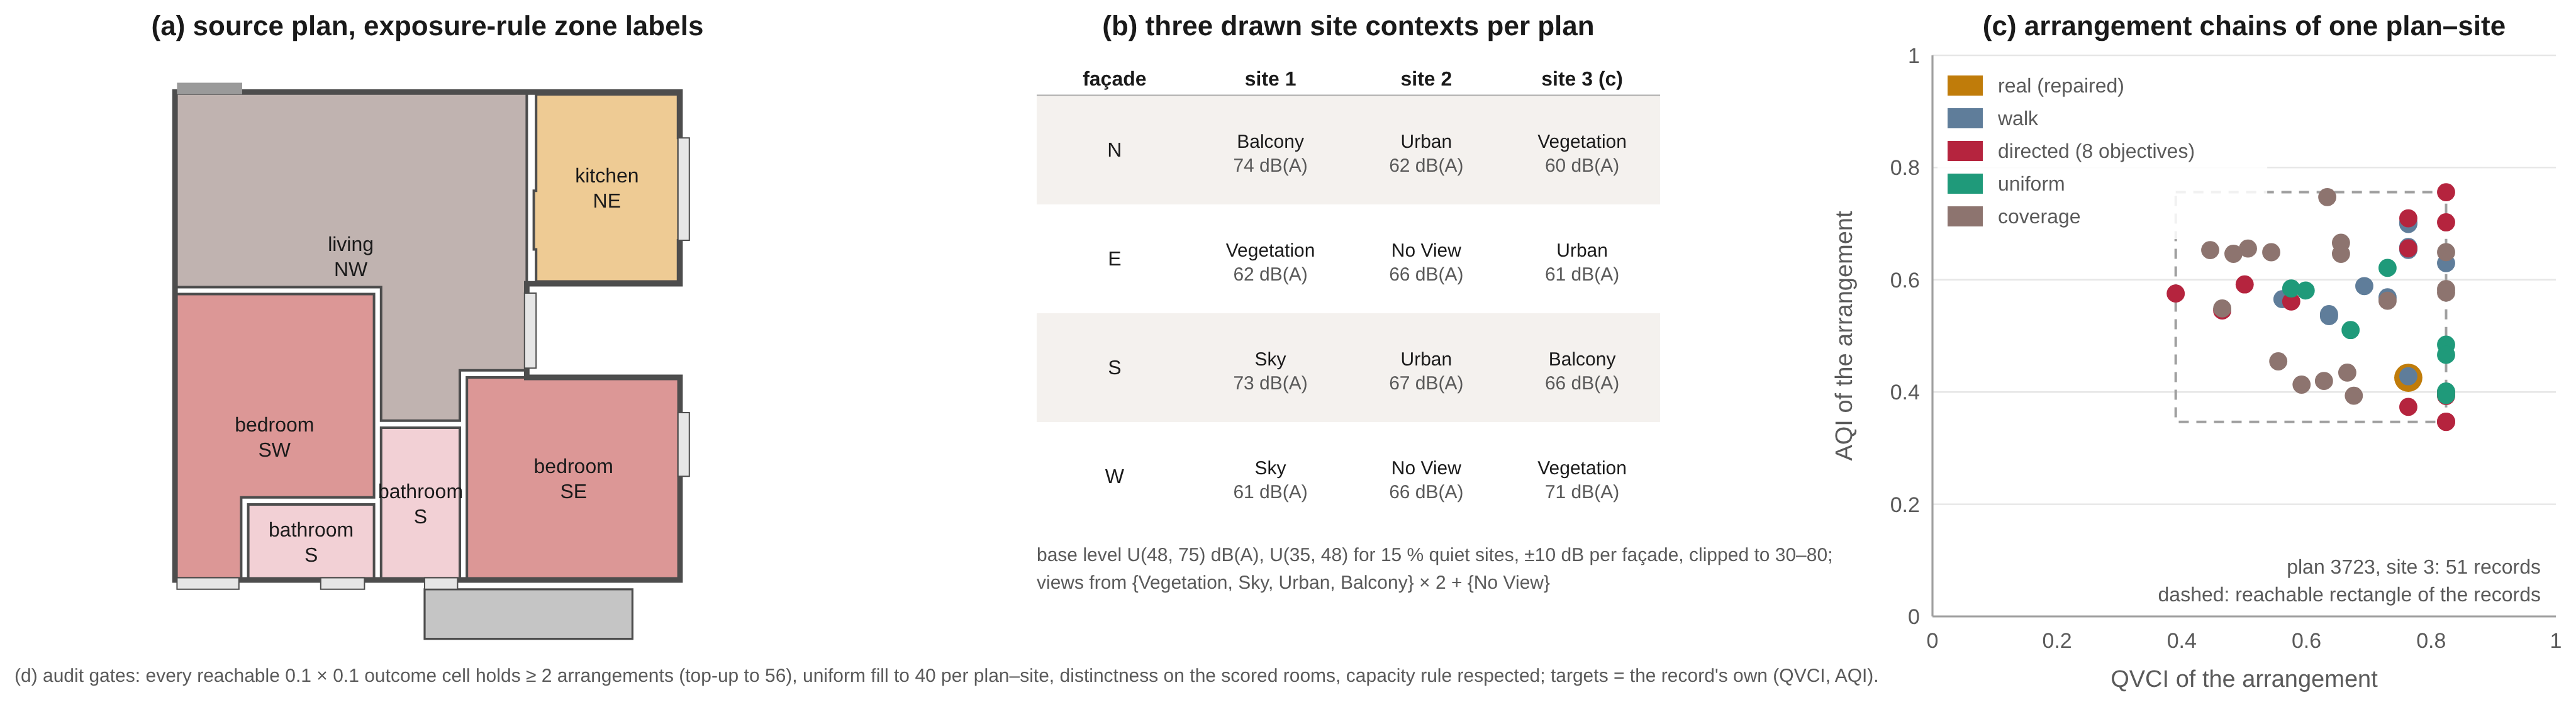 (a) source plan, exposure-rule zone labels
living
NW
kitchen
NE
bedroom
SW
bathroom
S
bathroom
S
bedroom
SE
(b) three drawn site contexts per plan
façade site 1 site 2 site 3 (c)
N Balcony Urban Vegetation
74 dB(A) 62 dB(A) 60 dB(A)
E Vegetation No View Urban
62 dB(A) 66 dB(A) 61 dB(A)
S Sky Urban Balcony
73 dB(A) 67 dB(A) 66 dB(A)
W Sky No View Vegetation
61 dB(A) 66 dB(A) 71 dB(A)
base level U(48, 75) dB(A), U(35, 48) for 15 % quiet sites, ±10 dB per façade, clipped to 30–80;
views from {Vegetation, Sky, Urban, Balcony} × 2 + {No View}
(c) arrangement chains of one plan–site
real (repaired)
walk
directed (8 objectives)
uniform
coverage
1
0.8
0.6
0.4
0.2
0
AQI of the arrangement
plan 3723, site 3: 51 records
dashed: reachable rectangle of the records
0 0.2 0.4 0.6 0.8 1
QVCI of the arrangement
(d) audit gates: every reachable 0.1 × 0.1 outcome cell holds ≥ 2 arrangements (top-up to 56), uniform fill to 40 per plan–site, distinctness on the scored rooms, capacity rule respected; targets = the record's own (QVCI, AQI).